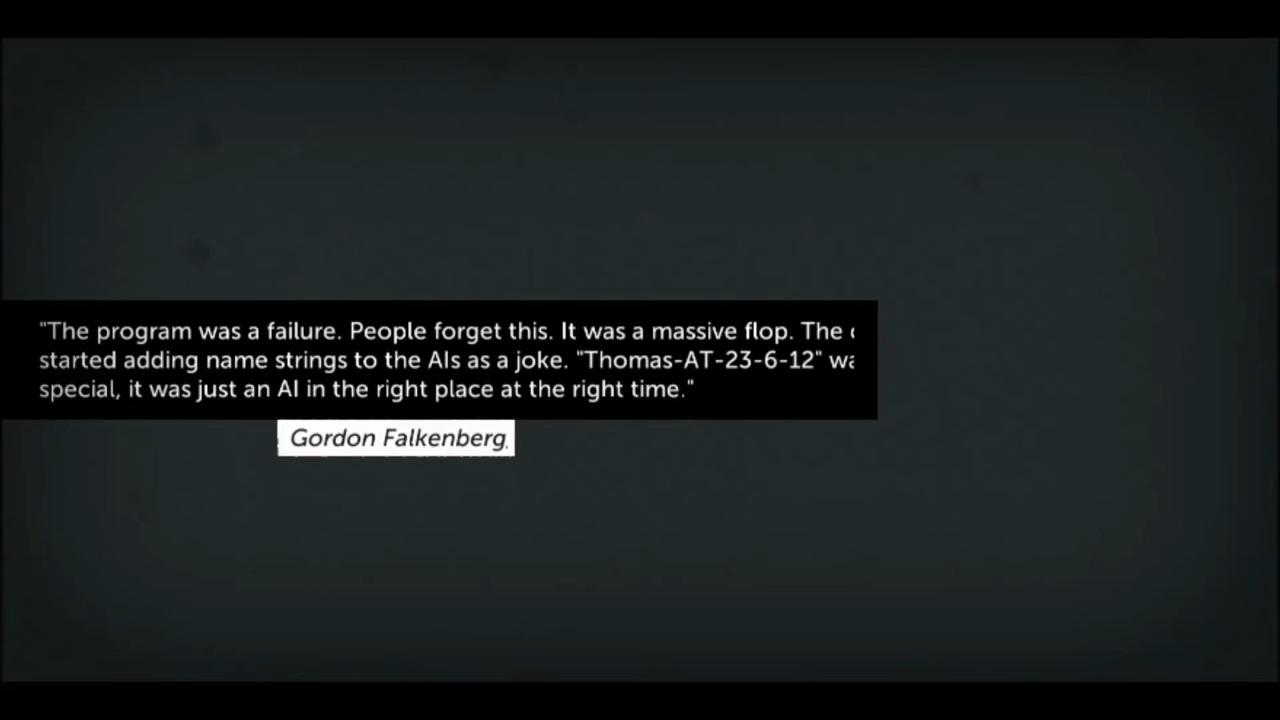 "The program was a failure. People forget this. It was a massive flop. The
started adding name strings to the AIs as a joke. "Thomas-AT-23-6-12"
special, it was just an AI in the right place at the right time."
Gordon Falkenberg